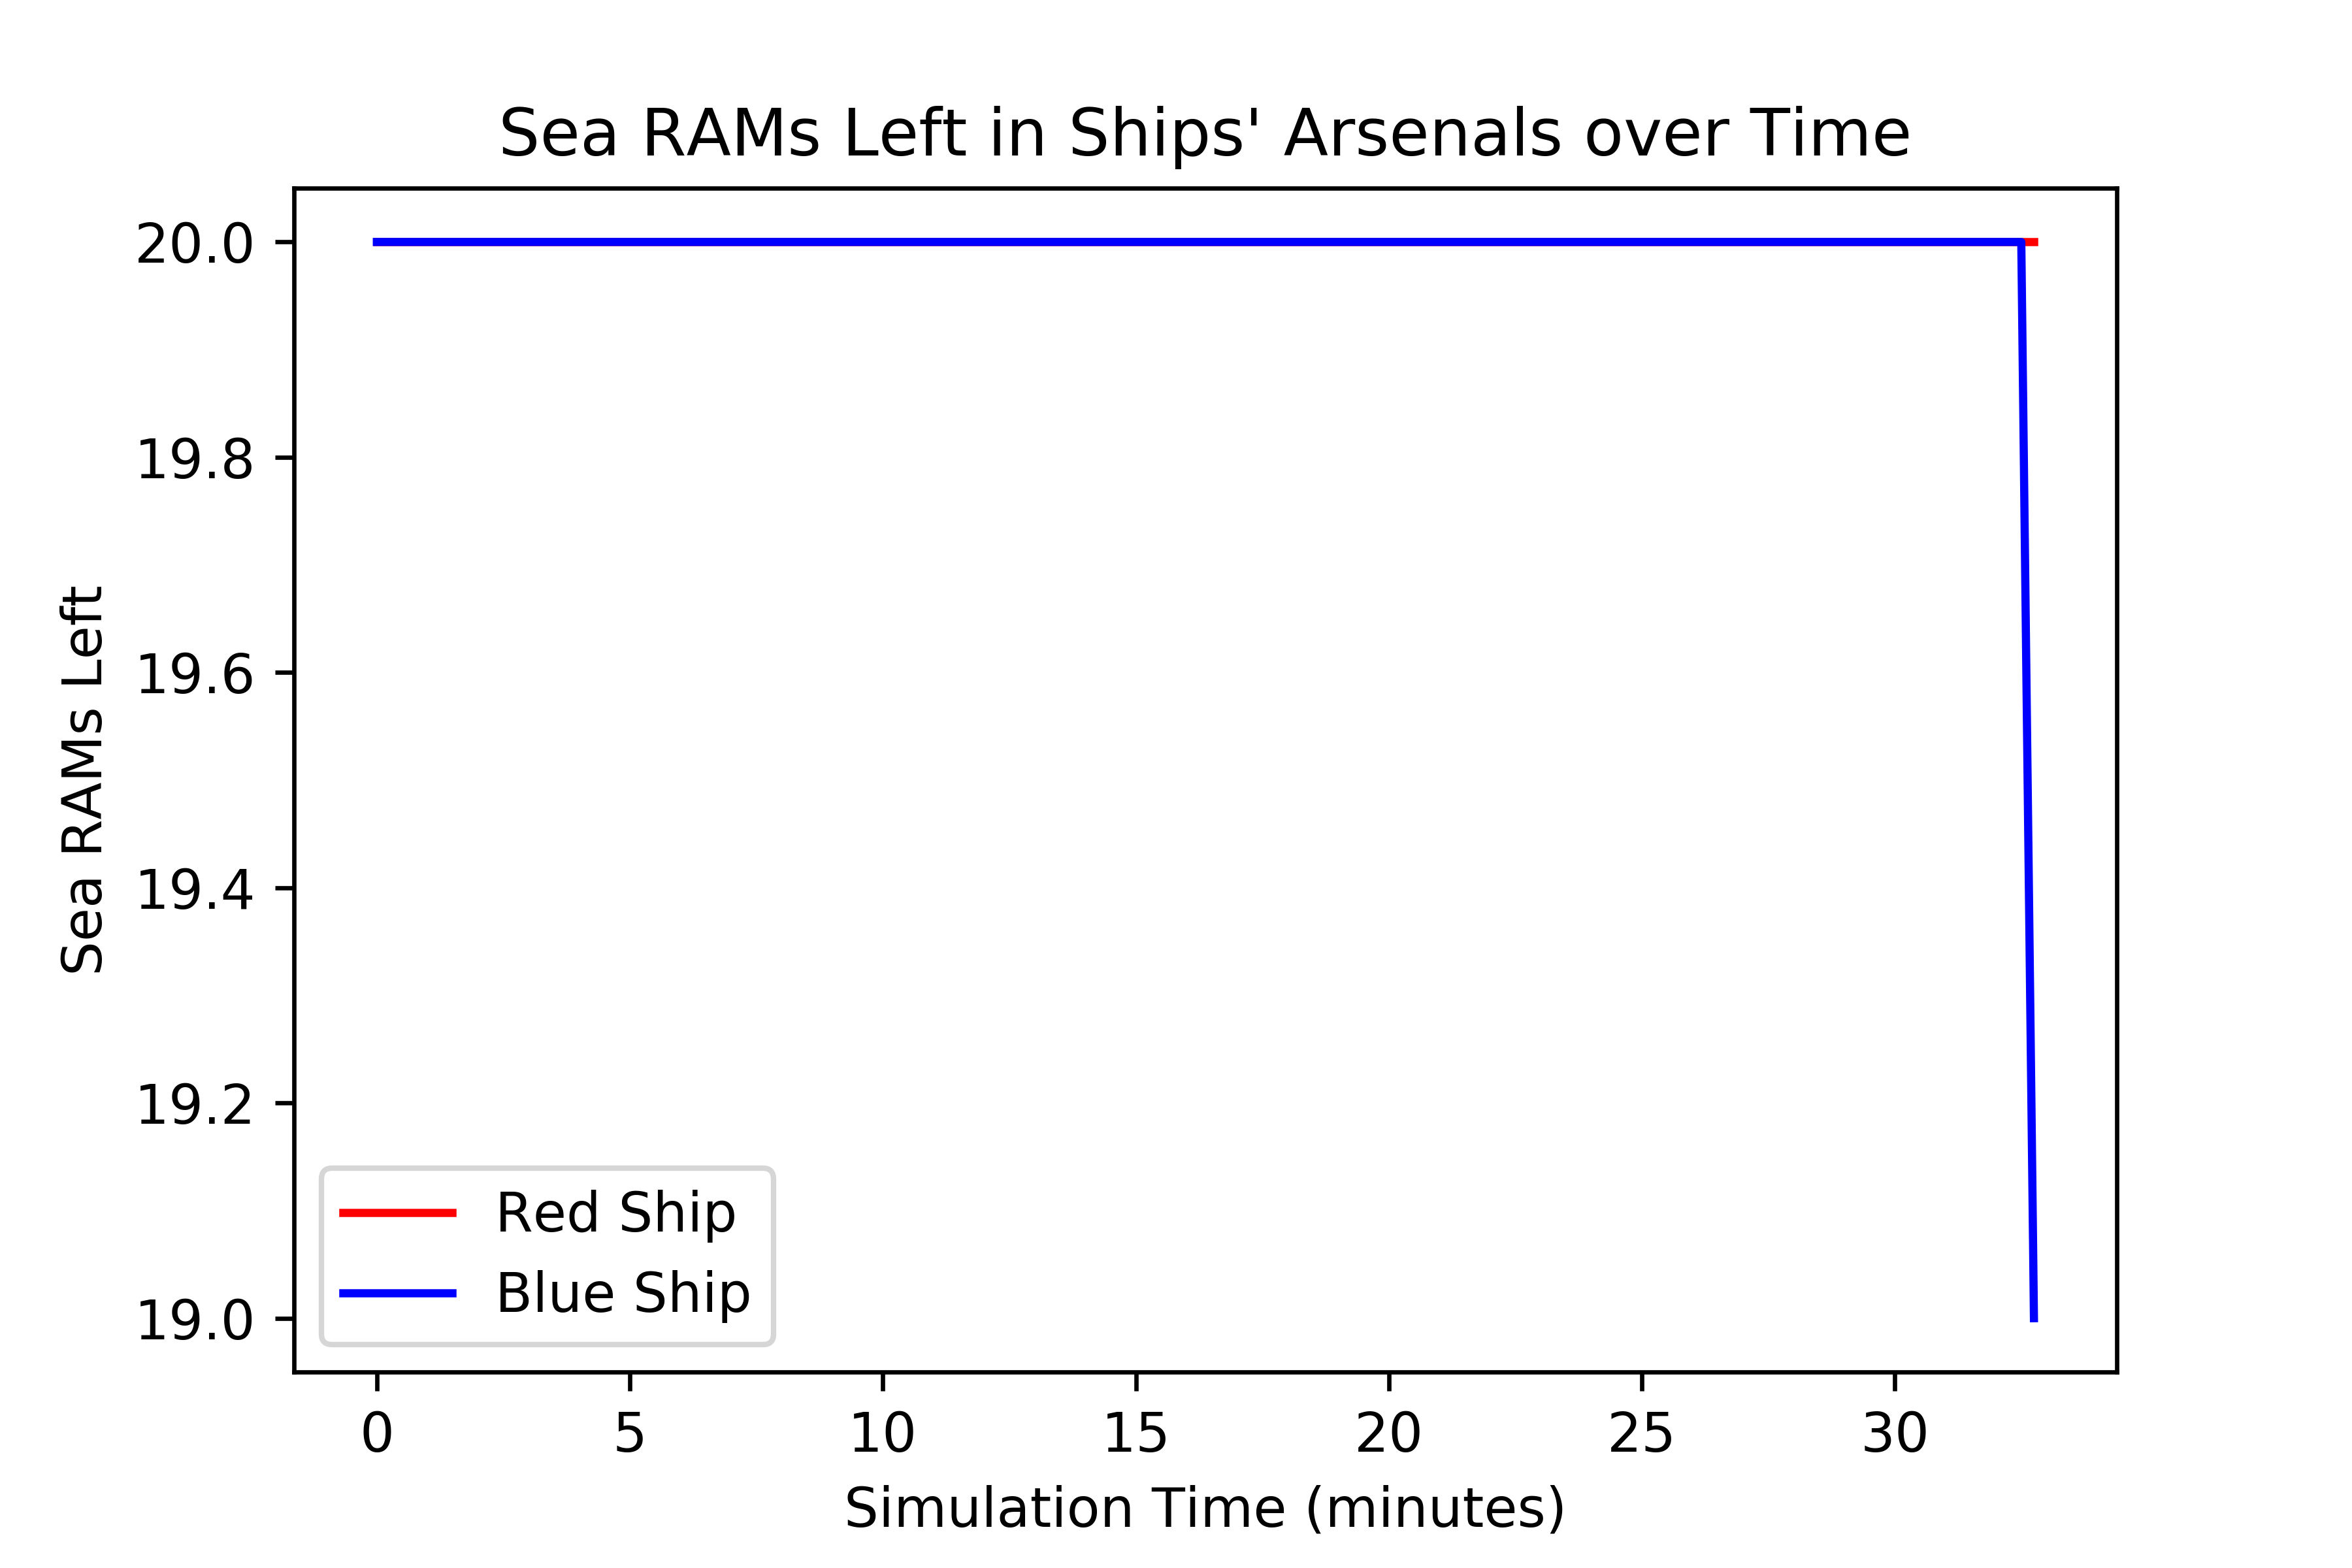 Sea RAMs Left in Ships' Arsenals over Time
20.0
19.8
19.6
19.4
19.2
19.0
Sea RAMs Left
Red Ship
Blue Ship
0 5 10 15 20 25 30
Simulation Time (minutes)